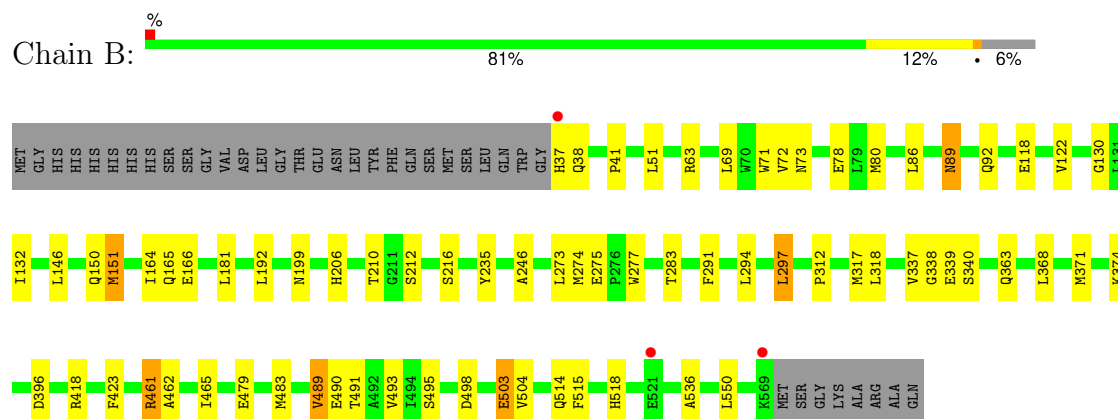 %
Chain B:
81% 12% • 6%
MET GLY HIS HIS HIS HIS HIS HIS SER SER GLY VAL ASP LEU GLY THR GLU ASN LEU TYR PHE GLN SER MET SER LEU GLN TRP GLY H37 Q38 P41 L51 R63 L69 W70 W71 V72 N73 E78 L79 M80 L86 N89 Q92 E118 V122 G130 L131
I132 L146 Q150 M151 I164 Q165 E166 L181 L192 N199 H206 T210 G211 S212 S216 Y235 A246 L273 M274 E275 P276 W277 T283 F291 L294 L297 P312 M317 L318 V337 G338 E339 S340 Q363 L368 M371 K374
D396 R418 F423 R461 A462 I465 E479 M483 V489 E490 T491 A492 V493 I494 S495 D498 E503 V504 Q514 F515 H518 E521 A536 L550 K569 MET SER GLY LYS ALA ARG ALA ALA GLN